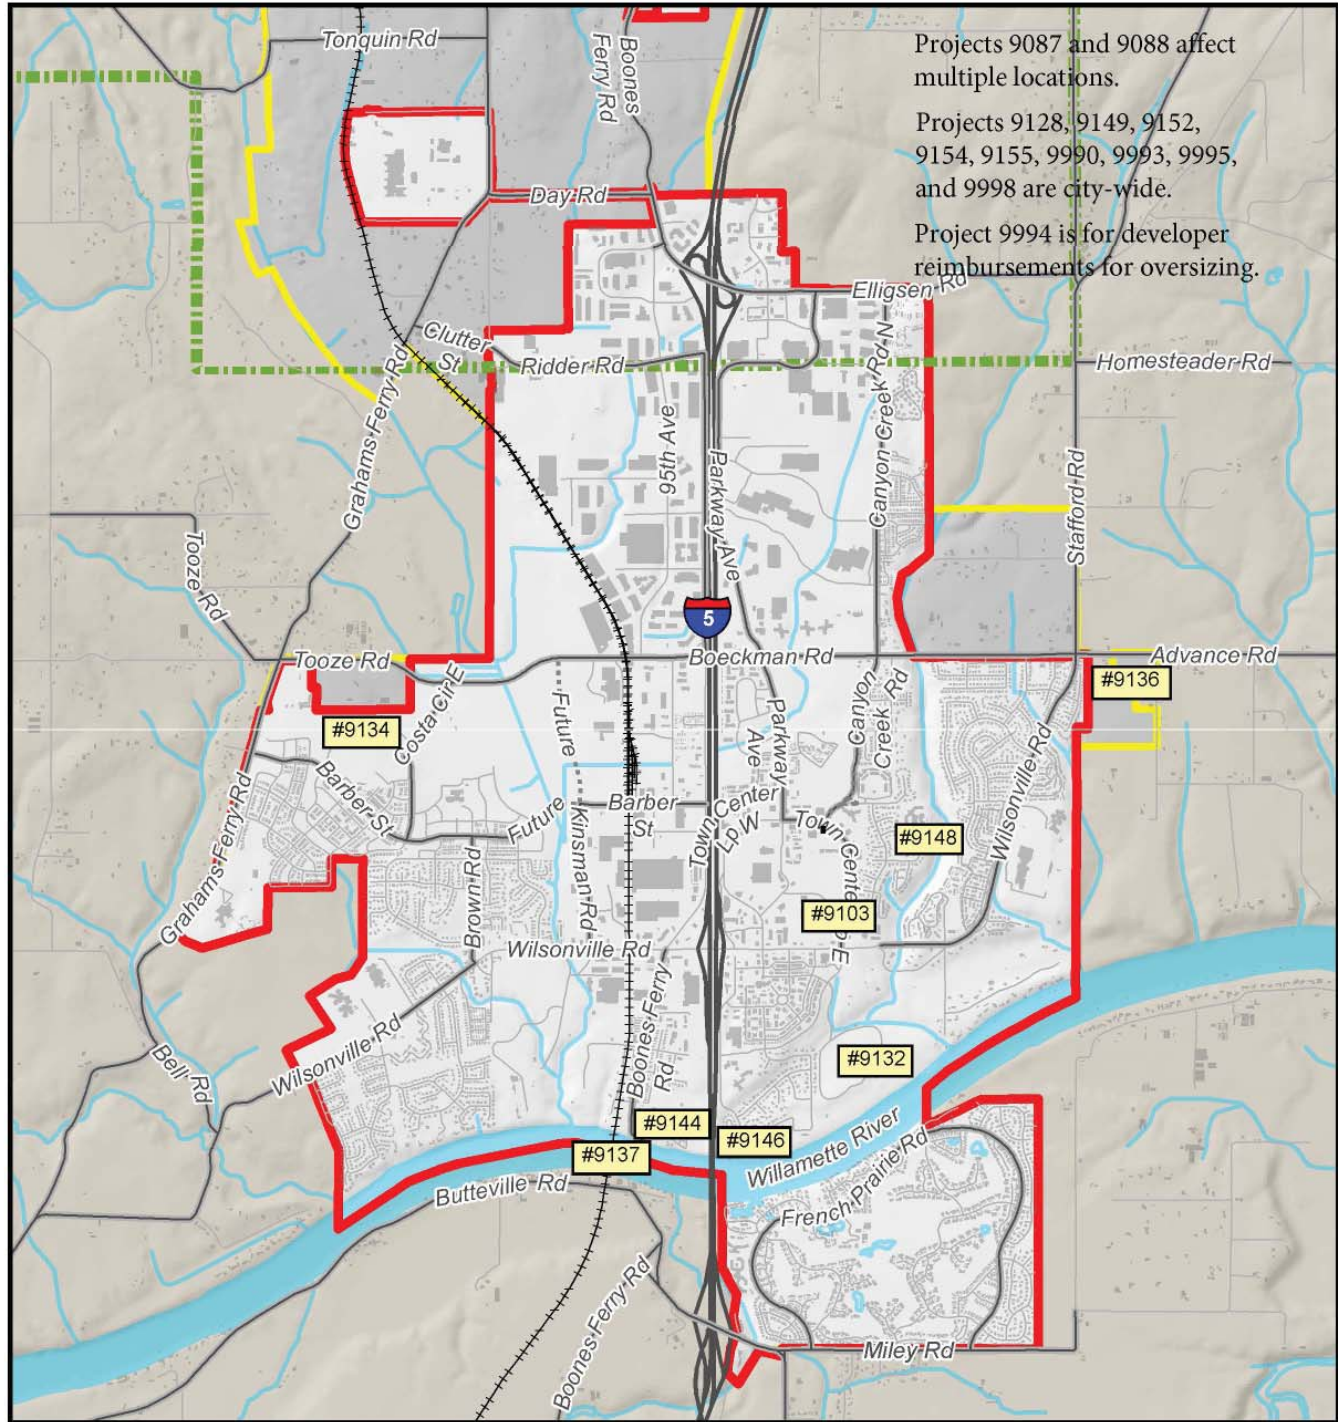 Tonquin Rd
Boones
Ferry Rd
Projects 9087 and 9088 affect
multiple locations.
Projects 9128, 9149, 9152,
9154, 9155, 9990, 9993, 9995,
and 9998 are city-wide.
Project 9994 is for developer
reimbursements for oversizing.
Day Rd
Elligsen Rd
Clutter
St
Ridder Rd
Homesteader Rd
Grahams Ferry Rd
95th Ave
Parkway Ave
Canyon Creek Rd N
Stafford Rd
Tooze Rd
5
Tooze Rd
Boeckman Rd
Advance Rd
#9136
#9134
Costa Cir E
Future
Parkway
Ave
Canyon
Creek Rd
Wilsonville Rd
Grahams Ferry Rd
Barber St
Future
Barber
St
Kinsman Rd
Town Center
Lp W
Town Center
E
#9148
#9103
Brown Rd
Wilsonville Rd
Boones Ferry
Rd
Wilsonville Rd
Bell
Rd
#9132
#9144
#9146
#9137
Willamette River
Butteville Rd
French Prairie Rd
Boones Ferry Rd
Miley Rd